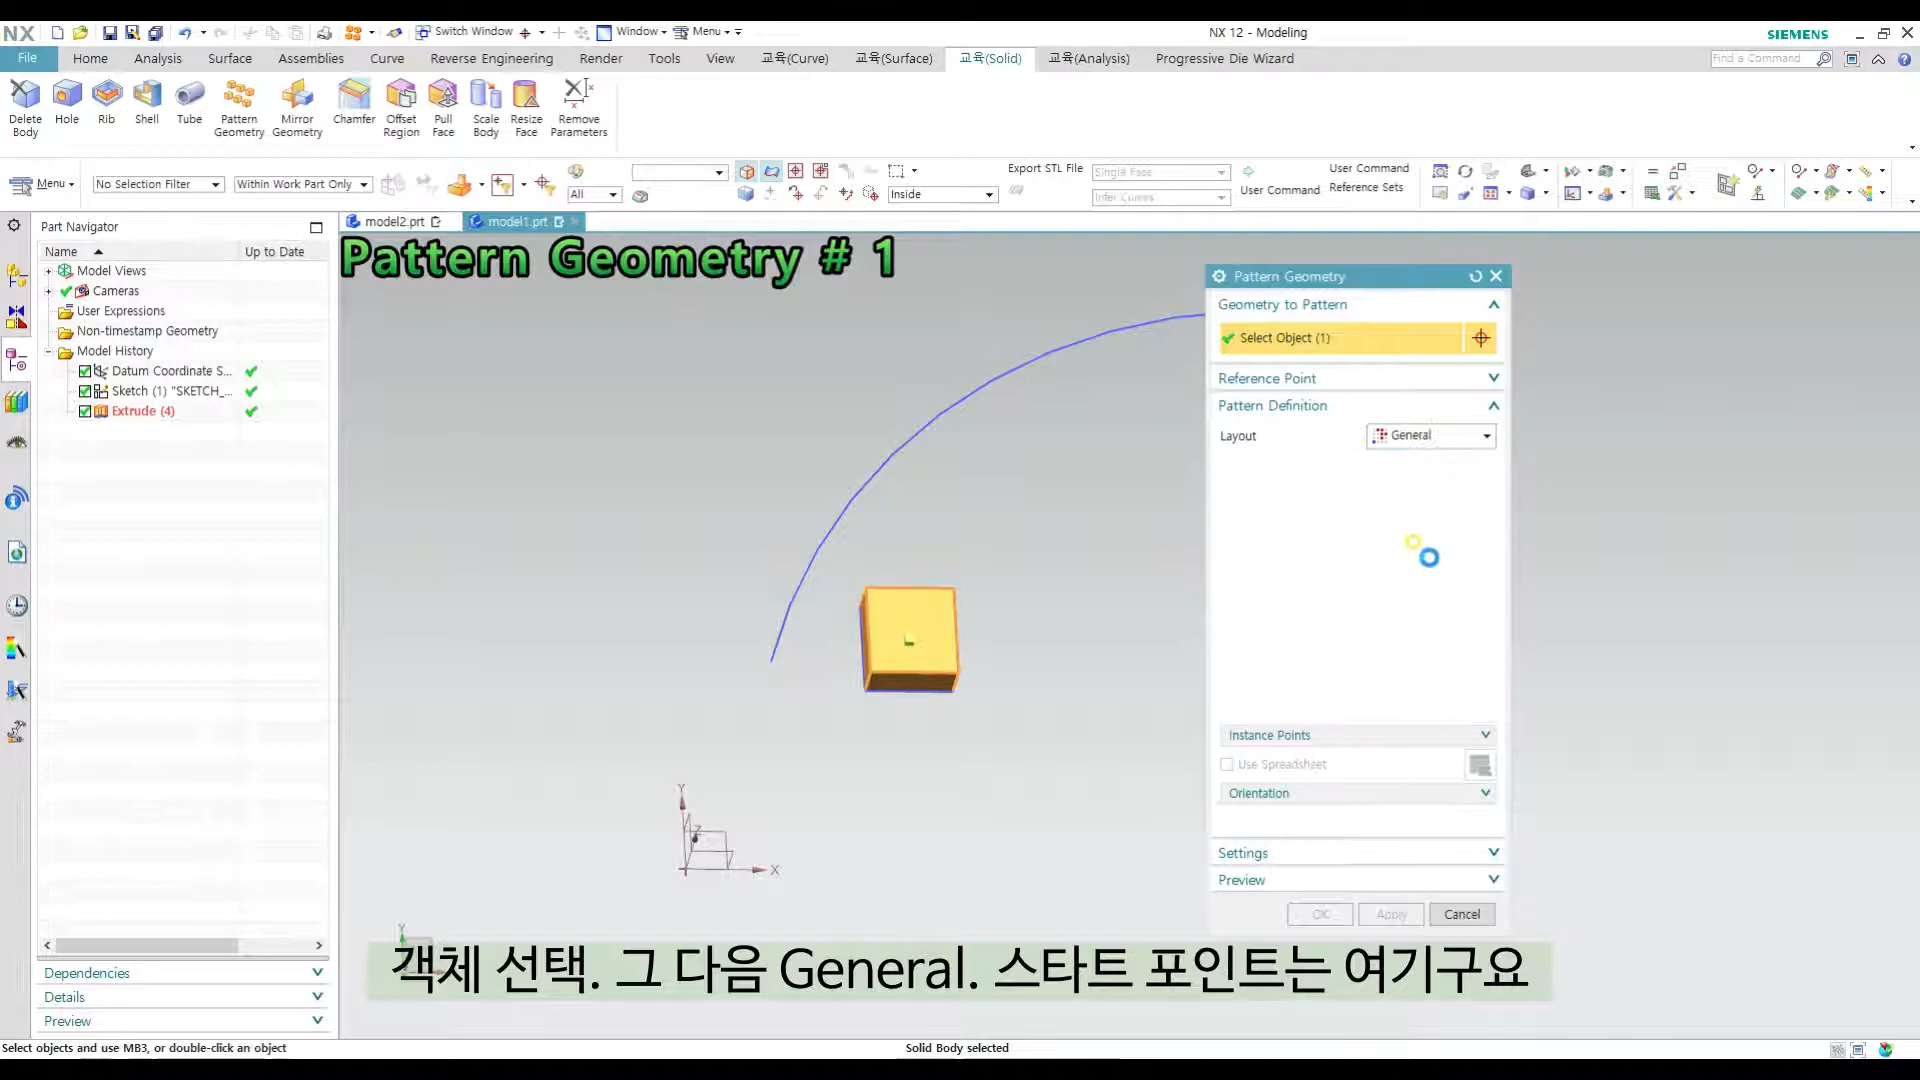 NX
Switch Window
Window
Menu
NX 12 - Modeling
SIEMENS
File
Home
Analysis
Surface
Assemblies
Curve
Reverse Engineering
Render
Tools
View
교육(Curve)
교육(Surface)
교육(Solid)
교육(Analysis)
Progressive Die Wizard
Find a Command
Delete Body
Hole
Rib
Shell
Tube
Pattern Geometry
Mirror Geometry
Chamfer
Offset Region
Pull Face
Scale Body
Resize Face
Remove Parameters
Menu
No Selection Filter
Within Work Part Only
All
Inside
Export STL File
Single Face
Infer Curves
User Command
User Command
Reference Sets
Part Navigator
model2.prt
model1.prt
Name
Up to Date
Model Views
Cameras
User Expressions
Non-timestamp Geometry
Model History
Datum Coordinate S...
Sketch (1) "SKETCH_...
Extrude (4)
Pattern Geometry # 1
Pattern Geometry
Geometry to Pattern
Select Object (1)
Reference Point
Pattern Definition
Layout
General
Instance Points
Use Spreadsheet
Orientation
Settings
Preview
OK
Apply
Cancel
Y
Z
X
Y
객체 선택. 그 다음 General. 스타트 포인트는 여기구요
Dependencies
Details
Preview
Select objects and use MB3, or double-click an object
Solid Body selected